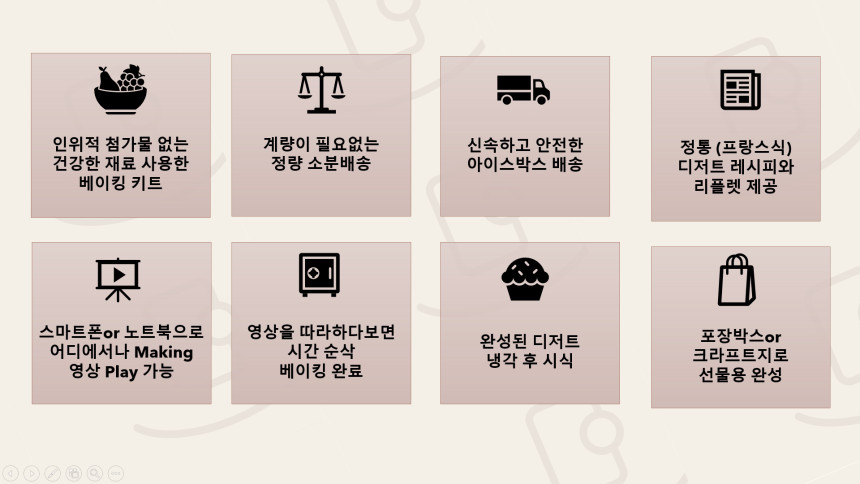 인위적 첨가물 없는
건강한 재료 사용한
베이킹 키트
계량이 필요없는
정량 소분배송
신속하고 안전한
아이스박스 배송
정통 (프랑스식)
디저트 레시피와
리플렛 제공
스마트폰or 노트북으로
어디에서나 Making
영상 Play 가능
영상을 따라하다보면
시간 순삭
베이킹 완료
완성된 디저트
냉각 후 시식
포장박스or
크라프트지로
선물용 완성